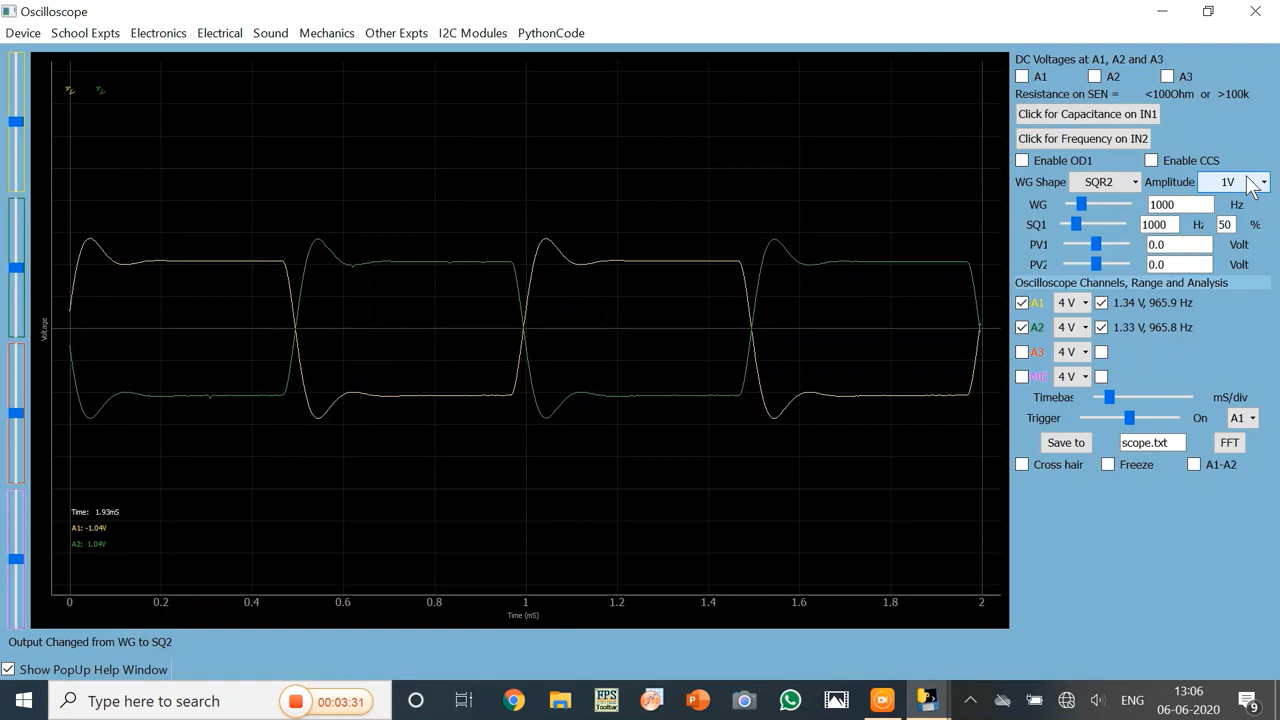 Oscilloscope
Device School Expts Electronics Electrical Sound Mechanics Other Expts I2C Modules PythonCode
DC Voltages at A1, A2 and A3
A1 A2 A3
Resistance on SEN = <100Ohm or >100k
Click for Capacitance on IN1
Click for Frequency on IN2
Enable OD1 Enable CCS
WG Shape SQR2 Amplitude 1V
WG 1000 Hz
SQ1 1000 Hz 50 %
PV1 0.0 Volt
PV2 0.0 Volt
Oscilloscope Channels, Range and Analysis
A1 4 V 1.34 V, 965.9 Hz
A2 4 V 1.33 V, 965.8 Hz
A3 4 V
MIC 4 V
Timebas mS/div
Trigger On A1
Save to scope.txt FFT
Cross hair Freeze A1-A2
Voltage
Time: 1.93mS
A1: -1.04V
A2: 1.04V
0 0.2 0.4 0.6 0.8 1 1.2 1.4 1.6 1.8 2
Time (mS)
Output Changed from WG to SQ2
Show PopUp Help Window
Type here to search
00:03:31
FPS
Toolbar
ENG
13:06
06-06-2020
9